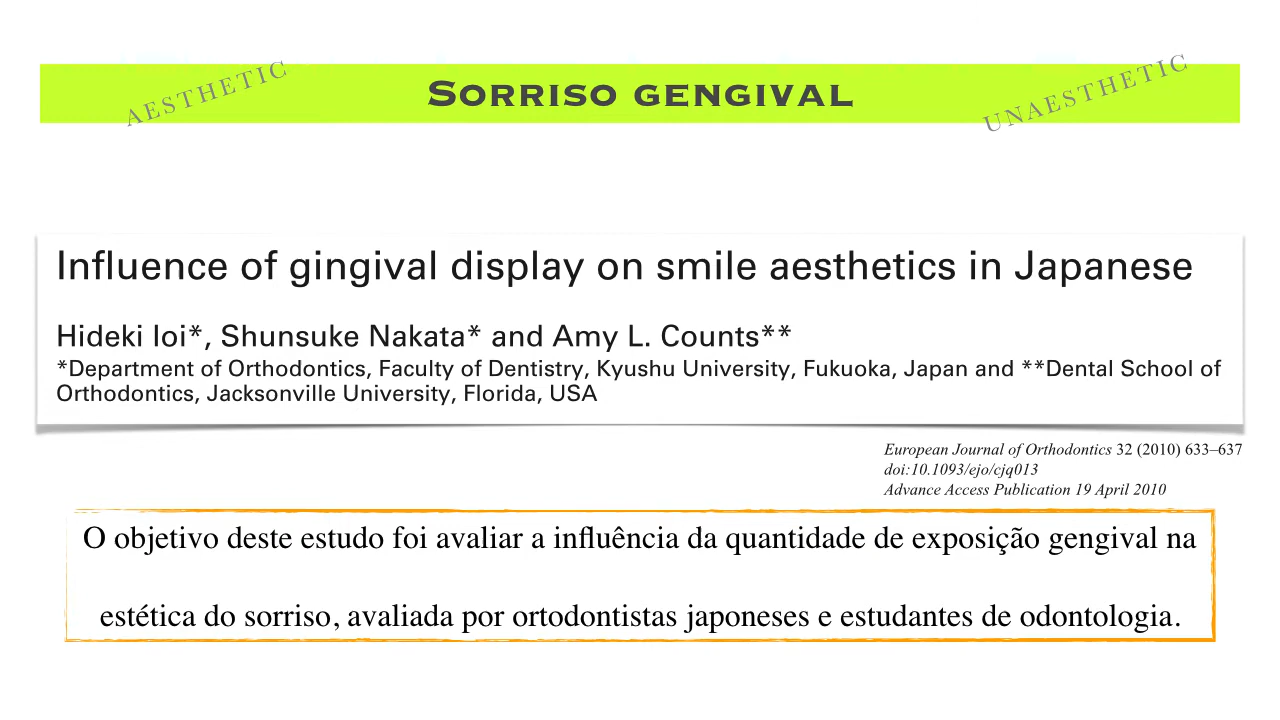 AESTHETIC
SORRISO GENGIVAL
UNAESTHETIC
Influence of gingival display on smile aesthetics in Japanese
Hideki Ioi*, Shunsuke Nakata* and Amy L. Counts**
*Department of Orthodontics, Faculty of Dentistry, Kyushu University, Fukuoka, Japan and **Dental School of
Orthodontics, Jacksonville University, Florida, USA
European Journal of Orthodontics 32 (2010) 633–637
doi:10.1093/ejo/cjq013
Advance Access Publication 19 April 2010
O objetivo deste estudo foi avaliar a influência da quantidade de exposição gengival na
estética do sorriso, avaliada por ortodontistas japoneses e estudantes de odontologia.